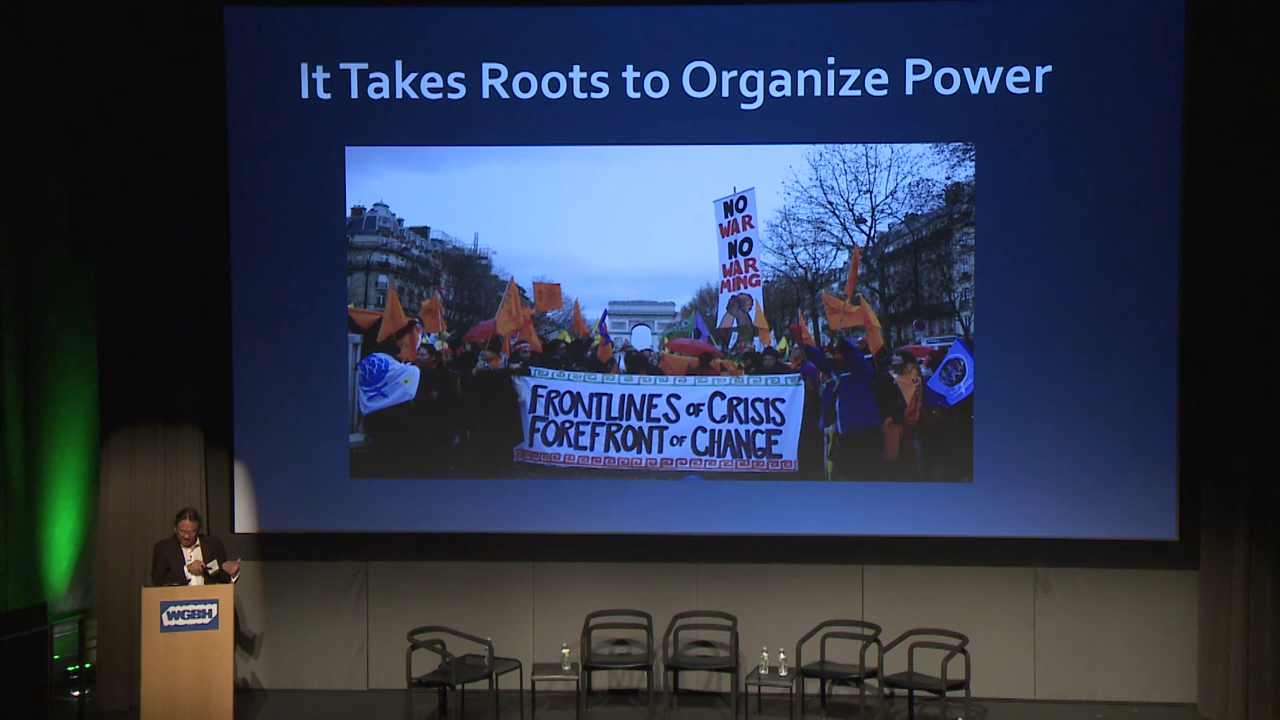 It Takes Roots to Organize Power
NO
WAR
NO
WAR
MING
FRONTLINES OF CRISIS
FOREFRONT OF CHANGE
WGBH